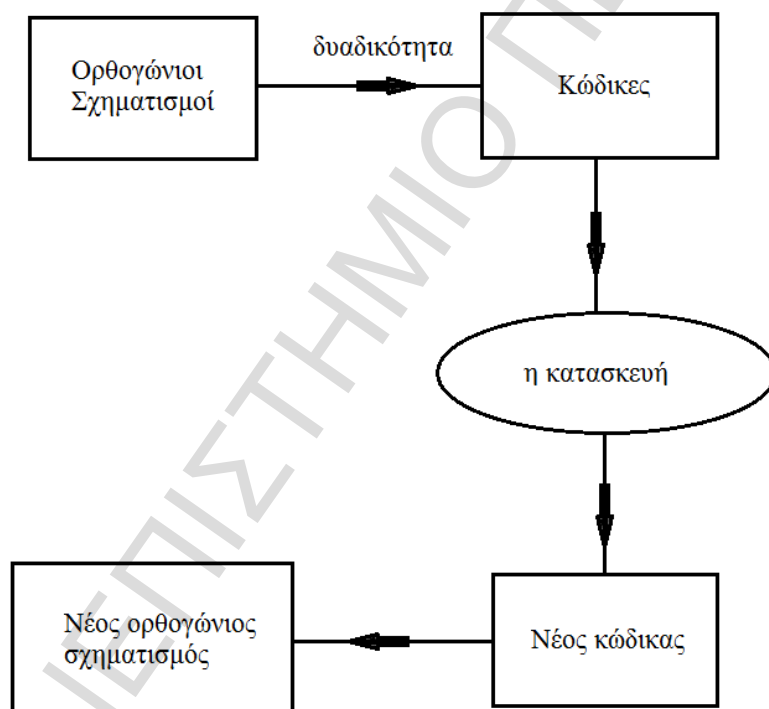 Ορθογώνιοι
Σχηματισμοί
δυαδικότητα
Κώδικες
η κατασκευή
Νέος κώδικας
Νέος ορθογώνιος
σχηματισμός